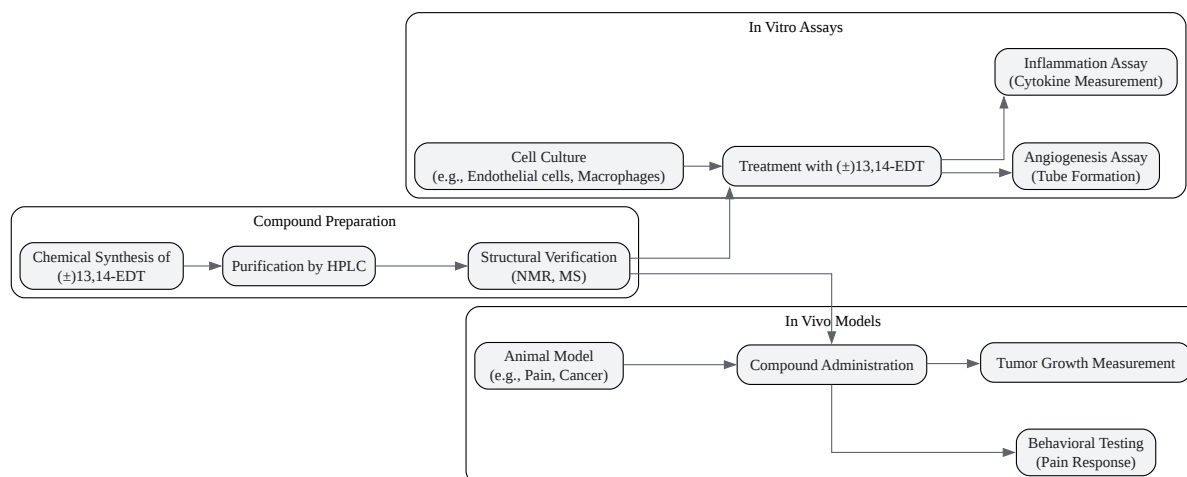 In Vitro Assays
Inflammation Assay
(Cytokine Measurement)
Cell Culture
(e.g., Endothelial cells, Macrophages)
Treatment with (±)13,14-EDT
Angiogenesis Assay
(Tube Formation)
Compound Preparation
Chemical Synthesis of
(±)13,14-EDT
Purification by HPLC
Structural Verification
(NMR, MS)
In Vivo Models
Animal Model
(e.g., Pain, Cancer)
Compound Administration
Tumor Growth Measurement
Behavioral Testing
(Pain Response)